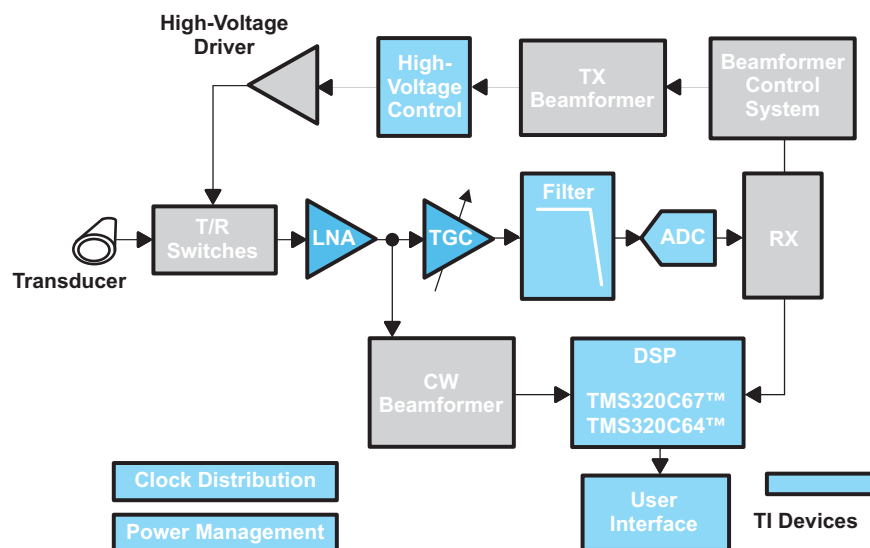 High-Voltage
Driver
High-
Voltage
Control
TX
Beamformer
Beamformer
Control
System
T/R
Switches
LNA
TGC
Filter
ADC
RX
Transducer
CW
Beamformer
DSP
TMS320C67™
TMS320C64™
Clock Distribution
Power Management
User
Interface
TI Devices